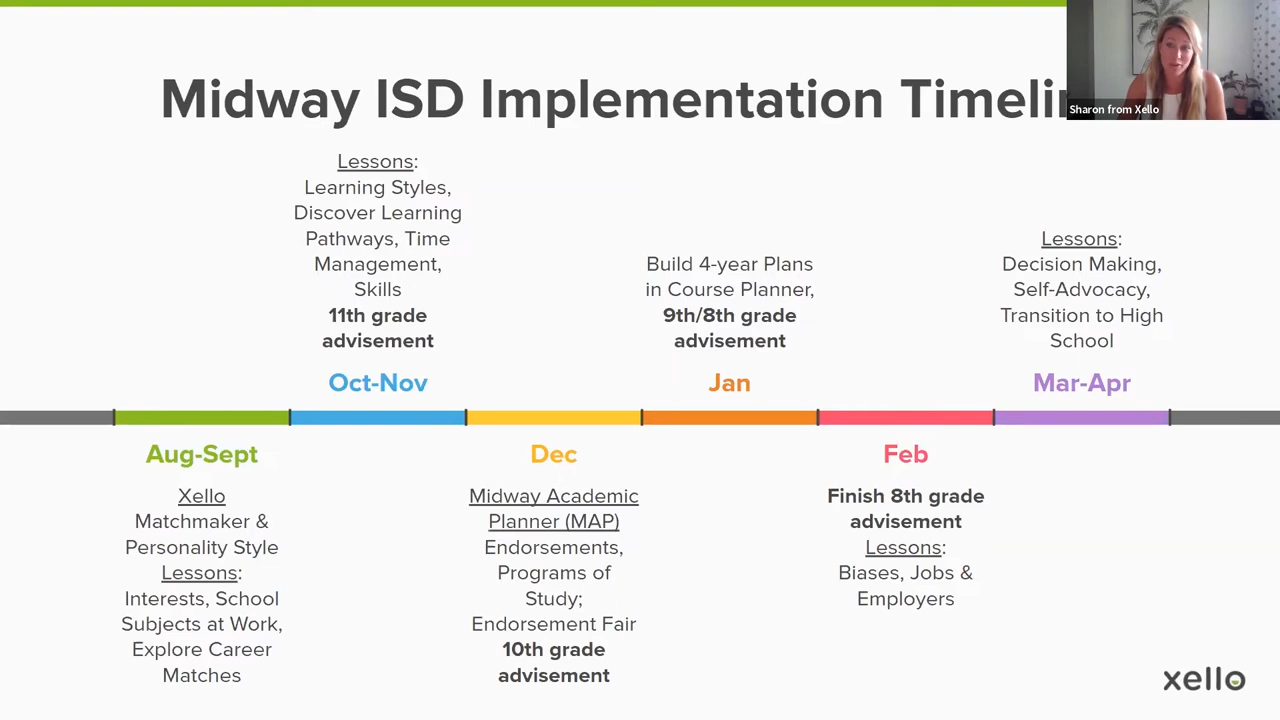 Midway ISD Implementation
Sharon from Xello
Lessons:
Learning Styles,
Discover Learning
Pathways, Time
Management,
Skills
11th grade
advisement
Oct-Nov
Build 4-year Plans
in Course Planner,
9th/8th grade
advisement
Jan
Lessons:
Decision Making,
Self-Advocacy,
Transition to High
School
Mar-Apr
Aug-Sept
Xello
Matchmaker &
Personality Style
Lessons:
Interests, School
Subjects at Work,
Explore Career
Matches
Dec
Midway Academic
Planner (MAP)
Endorsements,
Programs of
Study;
Endorsement Fair
10th grade
advisement
Feb
Finish 8th grade
advisement
Lessons:
Biases, Jobs &
Employers
xello